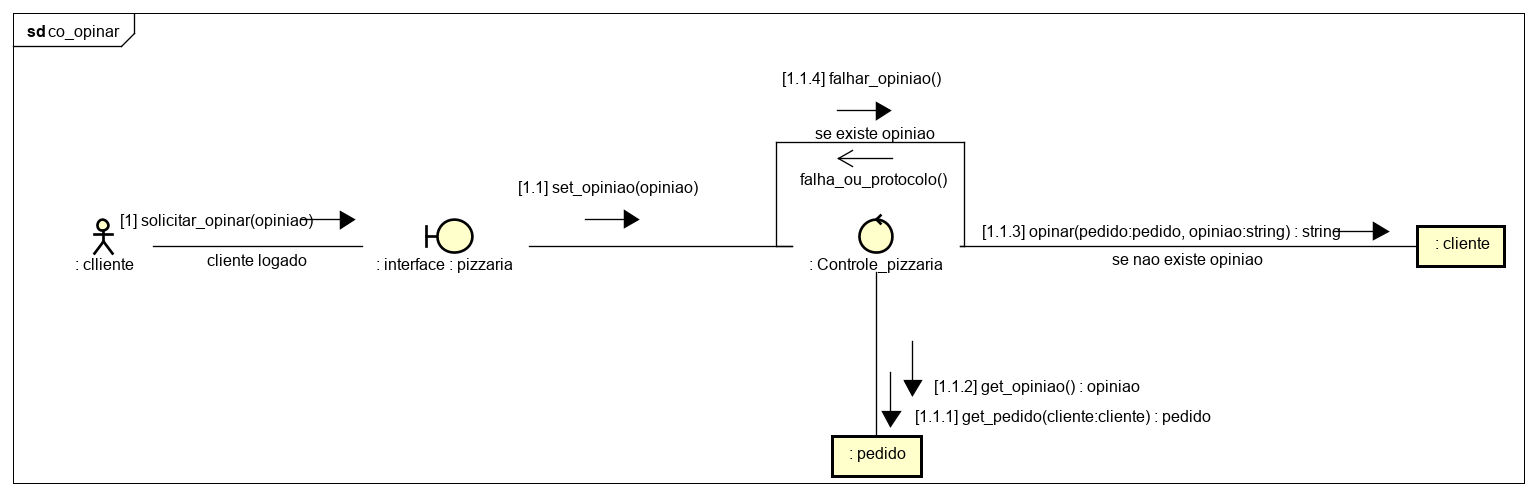 sd co_opinar
[1.1.4] falhar_opiniao()
se existe opiniao
falha_ou_protocolo()
[1.1] set_opiniao(opiniao)
[1] solicitar_opinar(opiniao)
cliente logado
: clliente
: interface : pizzaria
: Controle_pizzaria
[1.1.3] opinar(pedido:pedido, opiniao:string) : string
se nao existe opiniao
: cliente
[1.1.2] get_opiniao() : opiniao
[1.1.1] get_pedido(cliente:cliente) : pedido
: pedido